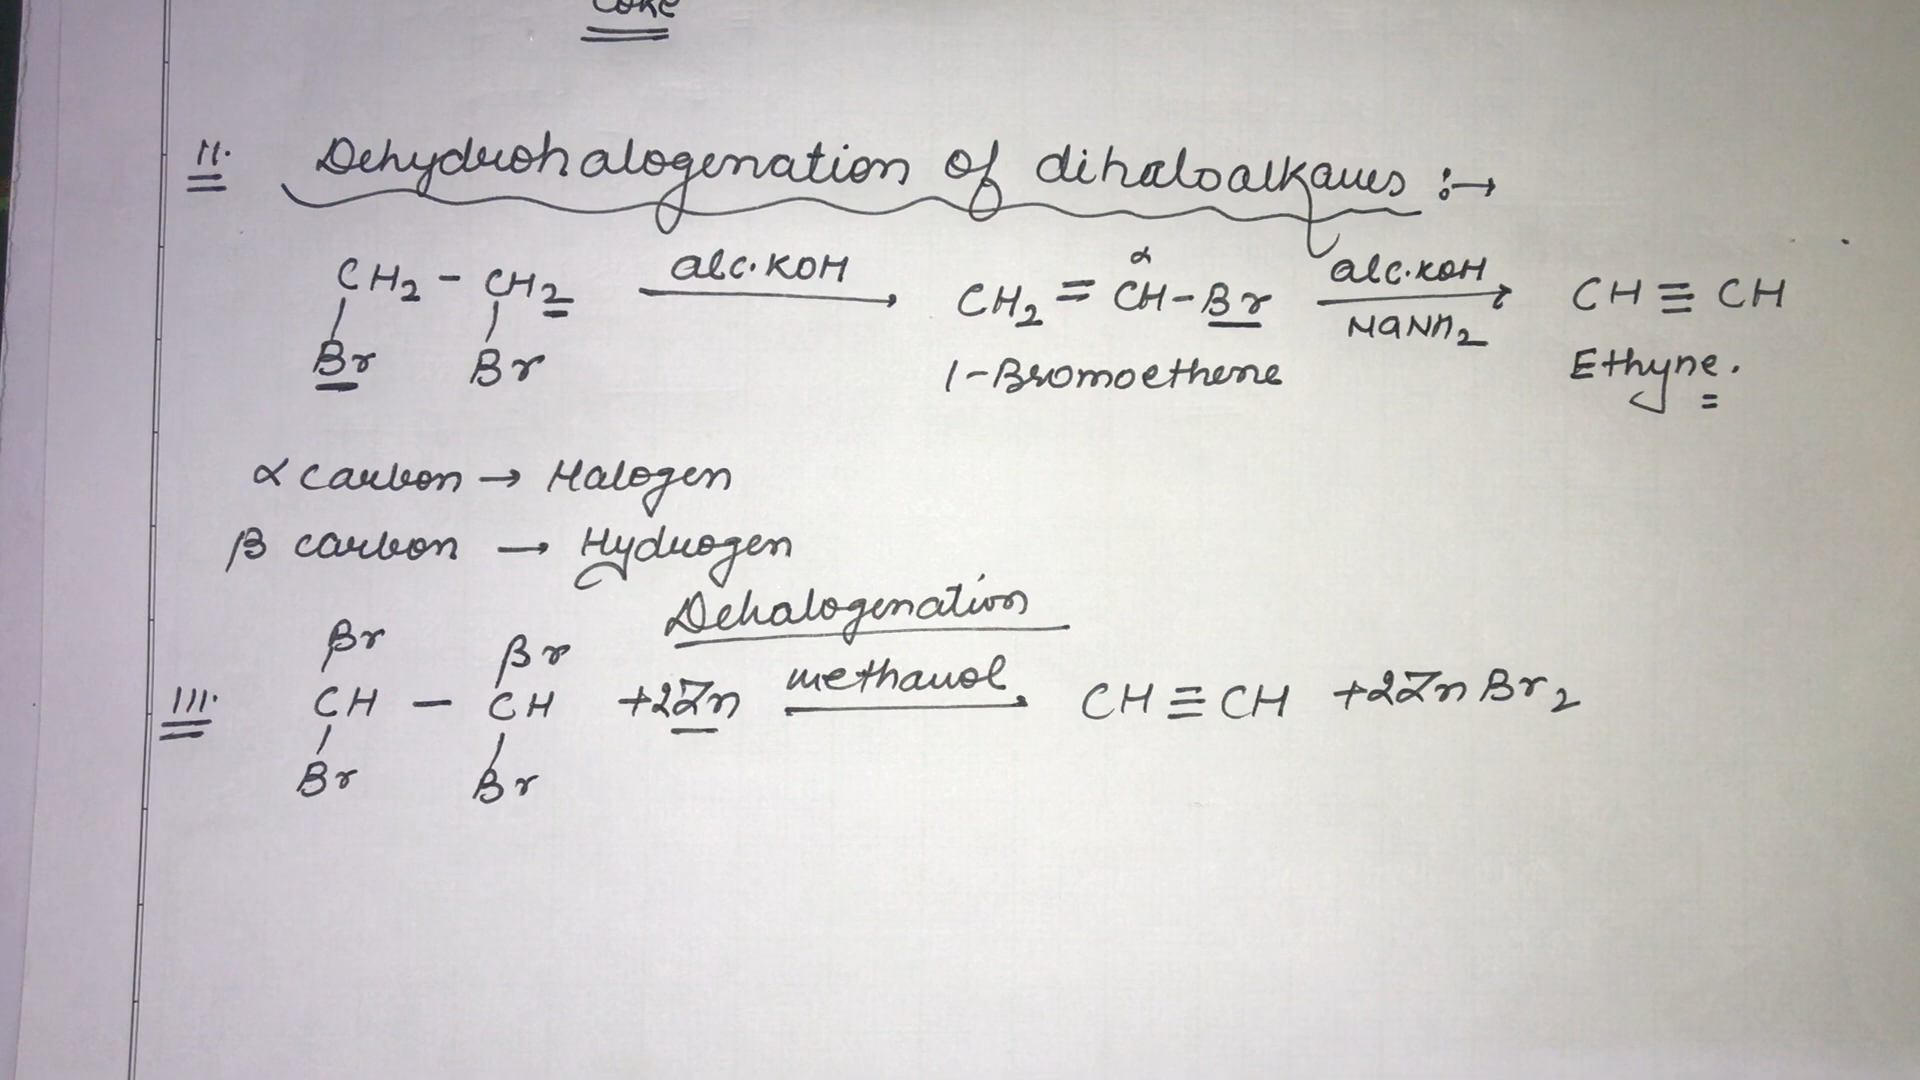 Coke
II. Dehydrohalogenation of dihaloalkanes :→
CH2 - CH2 alc.KOH → CH2 = CH-Br alc.KOH → CH ≡ CH
α
Br Br 1-Bromoethene NaNH2 Ethyne.
α carbon → Halogen
β carbon → Hydrogen
Dehalogenation
Br Br
III. CH - CH +2Zn methanol → CH ≡ CH +2ZnBr2
Br Br